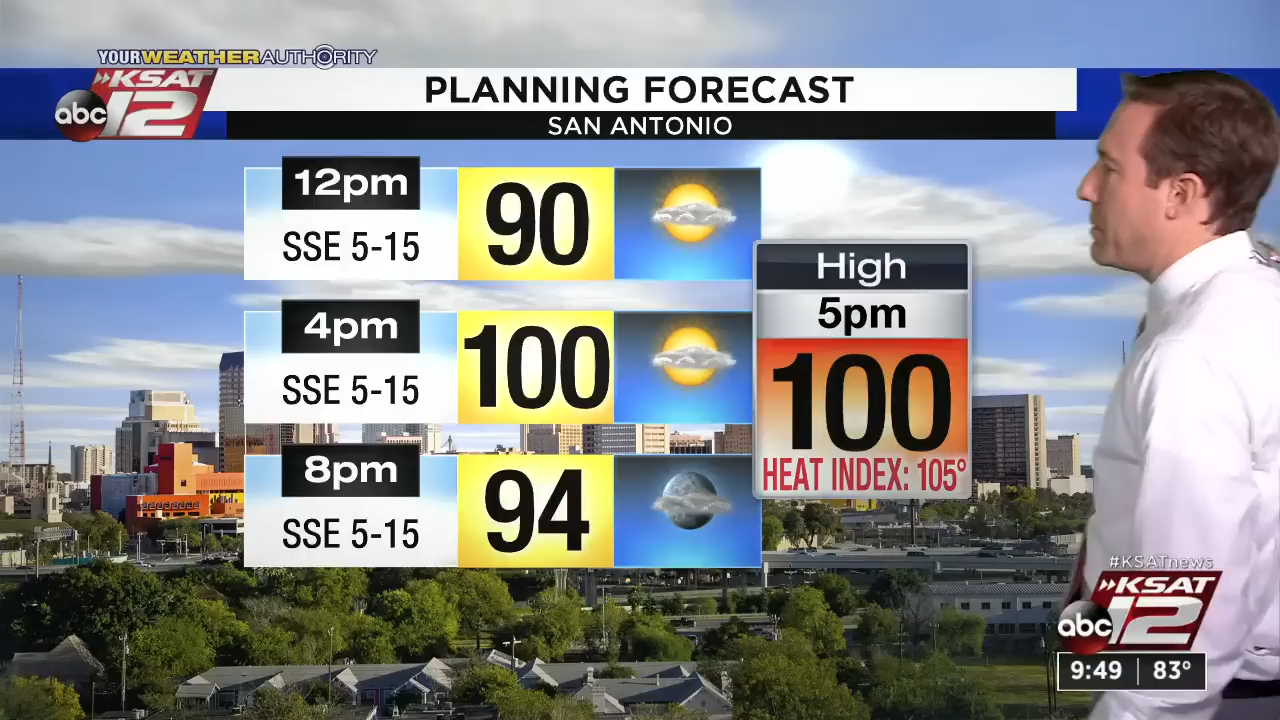 YOURWEATHERAUTHORITY
KSAT
abc 12
PLANNING FORECAST
SAN ANTONIO
12pm
SSE 5-15
90
4pm
SSE 5-15
100
8pm
SSE 5-15
94
High
5pm
100
HEAT INDEX: 105°
#KSATnews
KSAT
abc 12
9:49 83°